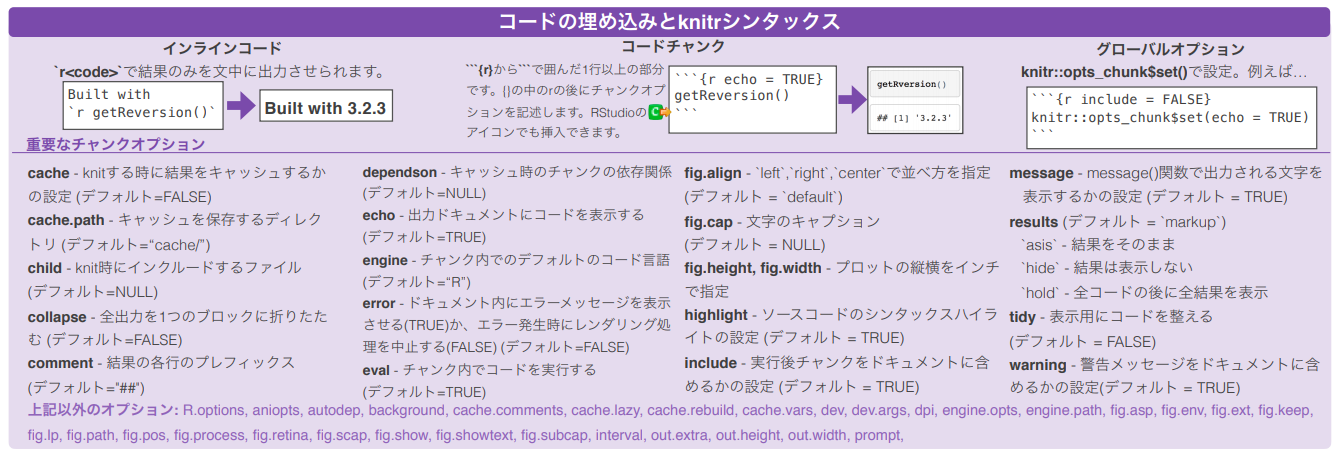 コードの埋め込みとknitrシンタックス
インラインコード
`r<code>`で結果のみを文中に出力させられます。
Built with
`r getReversion()`
Built with 3.2.3
コードチャンク
```{r}から```で囲んだ1行以上の部分
です。{}の中のrの後にチャンクオプ
ションを記述します。RStudioの
アイコンでも挿入できます。
```{r echo = TRUE}
getReversion()
```
getRversion()
## [1] '3.2.3'
グローバルオプション
knitr::opts_chunk$set()で設定。例えば…
```{r include = FALSE}
knitr::opts_chunk$set(echo = TRUE)
```
重要なチャンクオプション
cache - knitする時に結果をキャッシュするか
の設定 (デフォルト=FALSE)
cache.path - キャッシュを保存するディレク
トリ (デフォルト=“cache/”)
child - knit時にインクルードするファイル
(デフォルト=NULL)
collapse - 全出力を1つのブロックに折りたた
む (デフォルト=FALSE)
comment - 結果の各行のプレフィックス
(デフォルト="##")
dependson - キャッシュ時のチャンクの依存関係
(デフォルト=NULL)
echo - 出力ドキュメントにコードを表示する
(デフォルト=TRUE)
engine - チャンク内でのデフォルトのコード言語
(デフォルト=“R”)
error - ドキュメント内にエラーメッセージを表示
させる(TRUE)か、エラー発生時にレンダリング処
理を中止する(FALSE) (デフォルト=FALSE)
eval - チャンク内でコードを実行する
(デフォルト=TRUE)
fig.align - `left`,`right`,`center`で並べ方を指定
(デフォルト = `default`)
fig.cap - 文字のキャプション
(デフォルト = NULL)
fig.height, fig.width - プロットの縦横をインチ
で指定
highlight - ソースコードのシンタックスハイラ
イトの設定 (デフォルト = TRUE)
include - 実行後チャンクをドキュメントに含
めるかの設定 (デフォルト = TRUE)
message - message()関数で出力される文字を
表示するかの設定 (デフォルト = TRUE)
results (デフォルト = `markup`)
`asis` - 結果をそのまま
`hide` - 結果は表示しない
`hold` - 全コードの後に全結果を表示
tidy - 表示用にコードを整える
(デフォルト = FALSE)
warning - 警告メッセージをドキュメントに含
めるかの設定(デフォルト = TRUE)
上記以外のオプション: R.options, aniopts, autodep, background, cache.comments, cache.lazy, cache.rebuild, cache.vars, dev, dev.args, dpi, engine.opts, engine.path, fig.asp, fig.env, fig.ext, fig.keep,
fig.lp, fig.path, fig.pos, fig.process, fig.retina, fig.scap, fig.show, fig.showtext, fig.subcap, interval, out.extra, out.height, out.width, prompt,